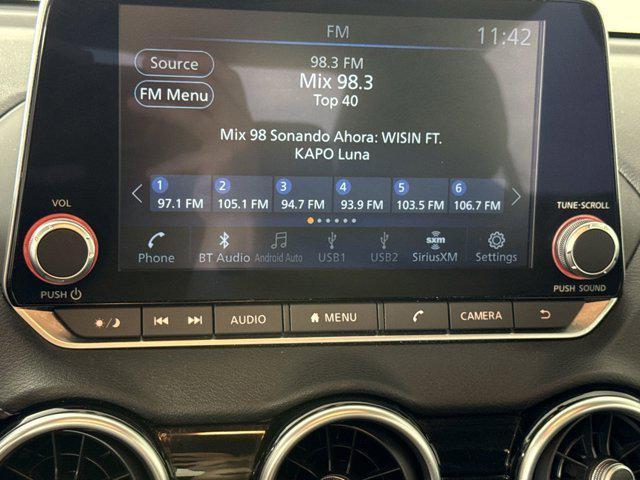 FM
11:42
Source
98.3 FM
Mix 98.3
FM Menu
Top 40
Mix 98 Sonando Ahora: WISIN FT.
KAPO Luna
1 2 3 4 5 6
97.1 FM 105.1 FM 94.7 FM 93.9 FM 103.5 FM 106.7 FM
VOL
TUNE·SCROLL
sxm
Phone BT Audio Android Auto USB1 USB2 SiriusXM Settings
PUSH
PUSH SOUND
AUDIO MENU CAMERA